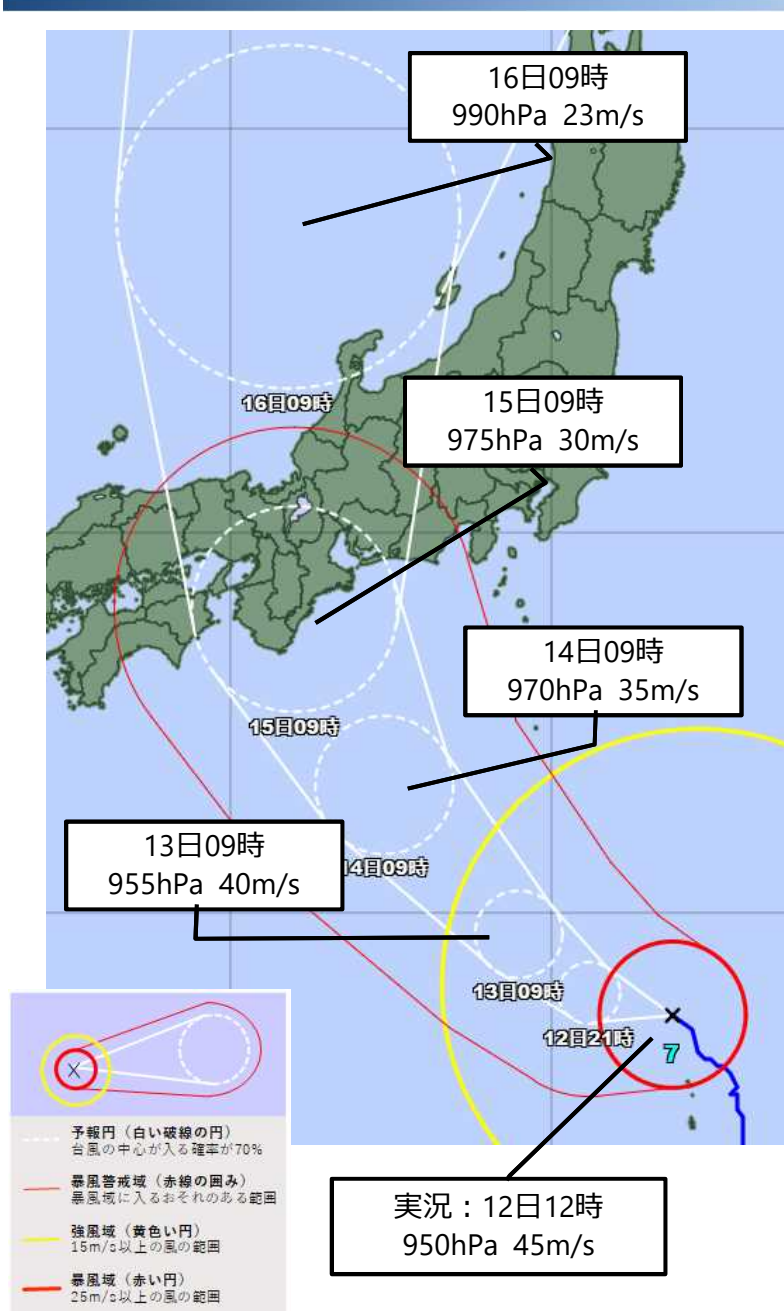 16日09時
990hPa 23m/s
16日09時
15日09時
975hPa 30m/s
14日09時
970hPa 35m/s
15日09時
13日09時
955hPa 40m/s
14日09時
13日09時
12日21時
7
実況：12日12時
950hPa 45m/s
予報円（白い破線の円）
台風の中心が入る確率が70%
暴風警戒域（赤線の囲み）
暴風域に入るおそれのある範囲
強風域（黄色い円）
15m/s以上の風の範囲
暴風域（赤い円）
25m/s以上の風の範囲